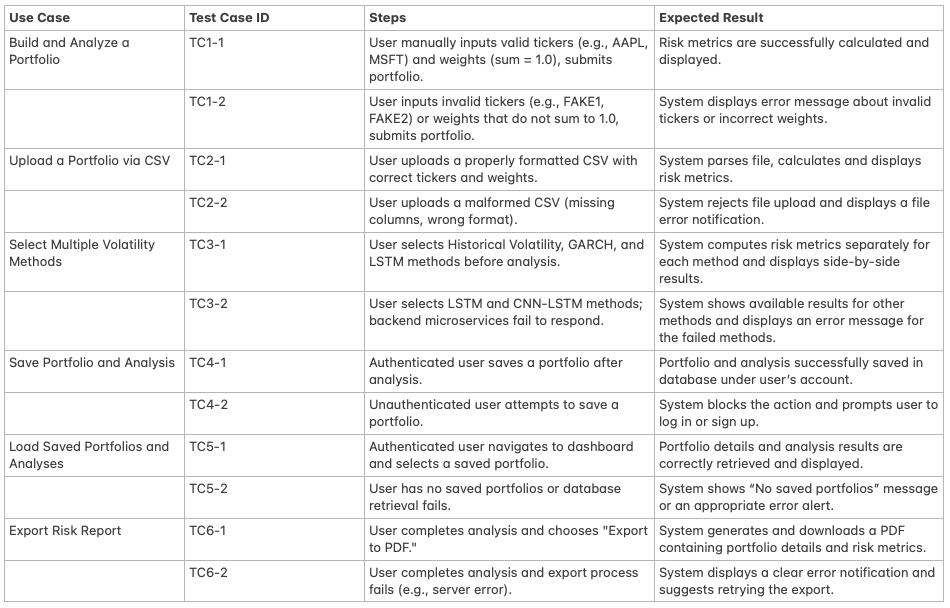 Use Case Test Case ID Steps Expected Result
Build and Analyze a
Portfolio
TC1-1
User manually inputs valid tickers (e.g., AAPL,
MSFT) and weights (sum = 1.0), submits
portfolio.
Risk metrics are successfully calculated and
displayed.
TC1-2
User inputs invalid tickers (e.g., FAKE1,
FAKE2) or weights that do not sum to 1.0,
submits portfolio.
System displays error message about invalid
tickers or incorrect weights.
Upload a Portfolio via CSV
TC2-1
User uploads a properly formatted CSV with
correct tickers and weights.
System parses file, calculates and displays
risk metrics.
TC2-2
User uploads a malformed CSV (missing
columns, wrong format).
System rejects file upload and displays a file
error notification.
Select Multiple Volatility
Methods
TC3-1
User selects Historical Volatility, GARCH, and
LSTM methods before analysis.
System computes risk metrics separately for
each method and displays side-by-side
results.
TC3-2
User selects LSTM and CNN-LSTM methods;
backend microservices fail to respond.
System shows available results for other
methods and displays an error message for
the failed methods.
Save Portfolio and Analysis
TC4-1
Authenticated user saves a portfolio after
analysis.
Portfolio and analysis successfully saved in
database under user’s account.
TC4-2
Unauthenticated user attempts to save a
portfolio.
System blocks the action and prompts user to
log in or sign up.
Load Saved Portfolios and
Analyses
TC5-1
Authenticated user navigates to dashboard
and selects a saved portfolio.
Portfolio details and analysis results are
correctly retrieved and displayed.
TC5-2
User has no saved portfolios or database
retrieval fails.
System shows “No saved portfolios” message
or an appropriate error alert.
Export Risk Report
TC6-1
User completes analysis and chooses "Export
to PDF."
System generates and downloads a PDF
containing portfolio details and risk metrics.
TC6-2
User completes analysis and export process
fails (e.g., server error).
System displays a clear error notification and
suggests retrying the export.